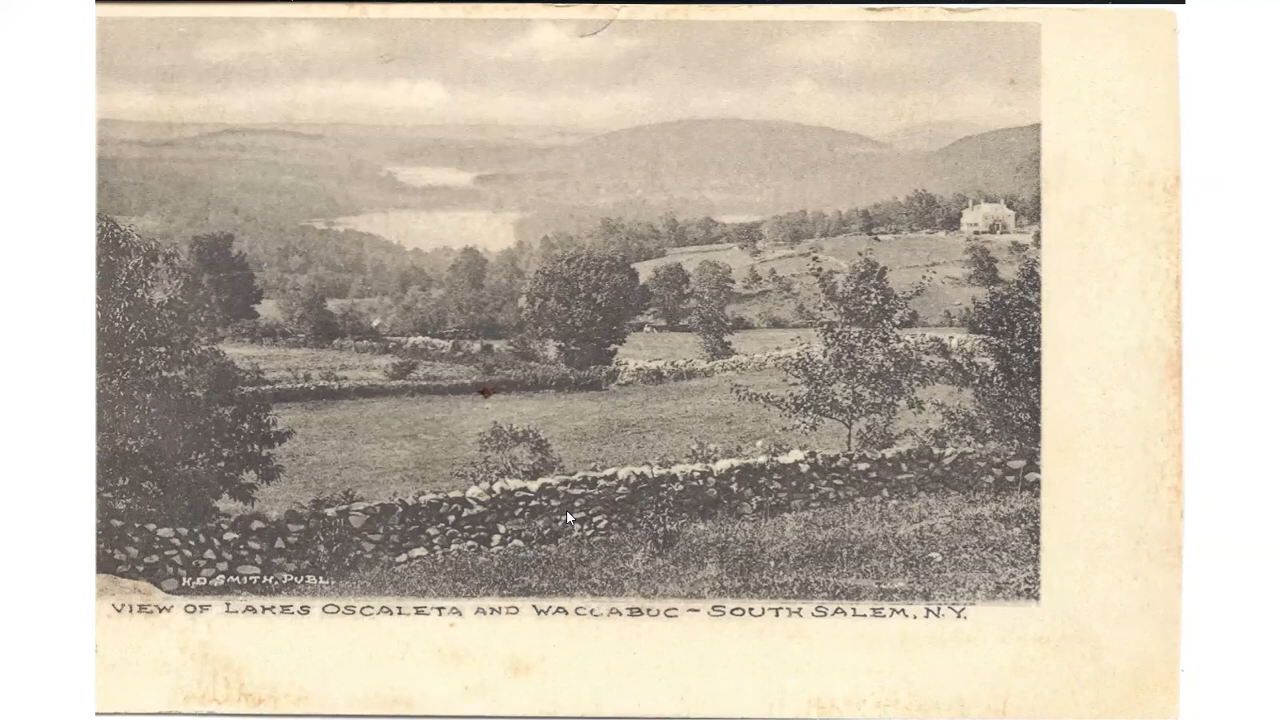 H.D. SMITH, PUBL.
VIEW OF LAKES OSCALETA AND WACCABUC - SOUTH SALEM, N.Y.